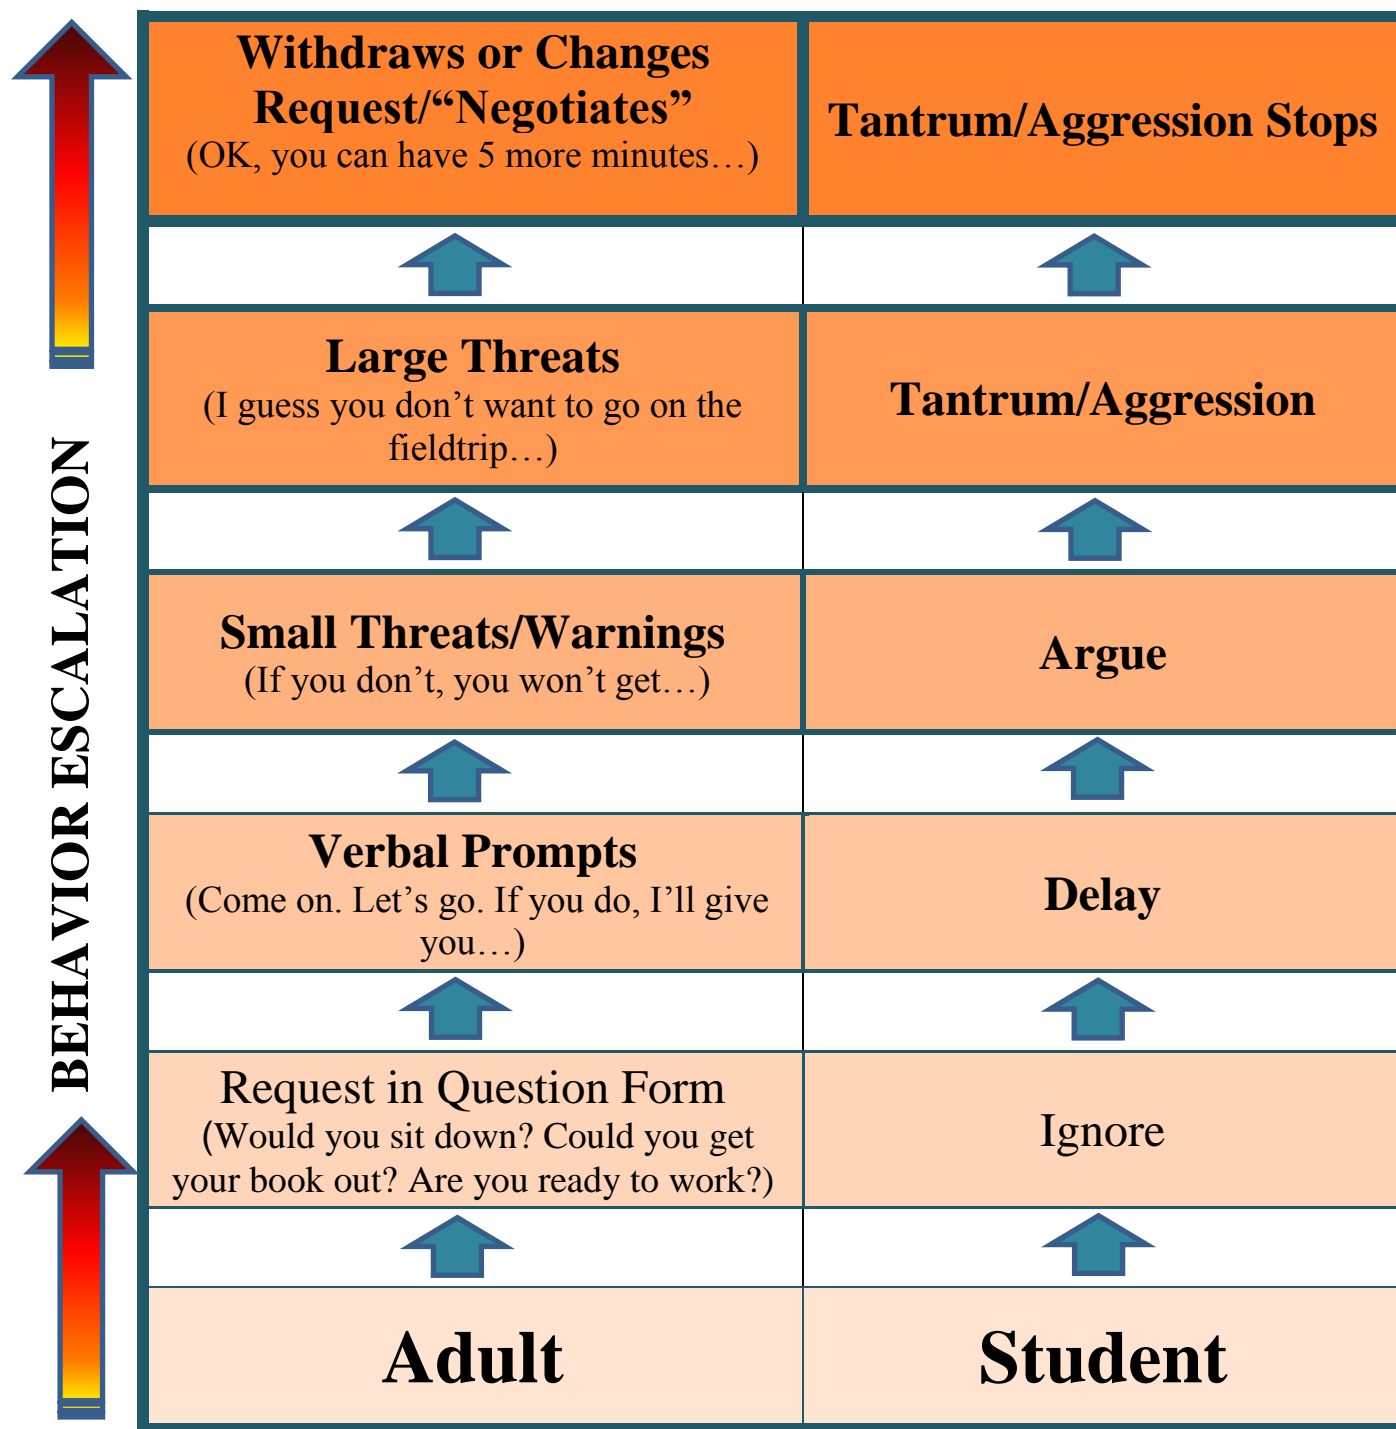 Withdraws or Changes
Request/“Negotiates”
(OK, you can have 5 more minutes…)
Tantrum/Aggression Stops
Large Threats
(I guess you don’t want to go on the
fieldtrip…)
Tantrum/Aggression
Small Threats/Warnings
(If you don’t, you won’t get…)
Argue
Verbal Prompts
(Come on. Let’s go. If you do, I’ll give
you…)
Delay
Request in Question Form
(Would you sit down? Could you get
your book out? Are you ready to work?)
Ignore
Adult
Student
BEHAVIOR ESCALATION